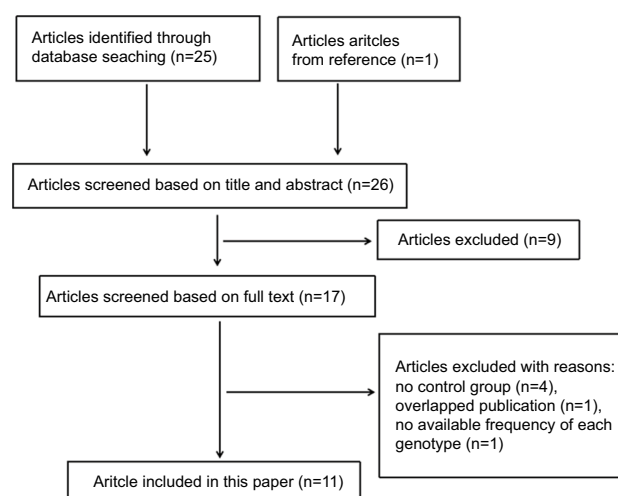 Articles identified through
database seaching (n=25)
Articles aritcles
from reference (n=1)
Articles screened based on title and abstract (n=26)
Articles excluded (n=9)
Articles screened based on full text (n=17)
Articles excluded with reasons:
no control group (n=4),
overlapped publication (n=1),
no available frequency of each
genotype (n=1)
Aritcle included in this paper (n=11)